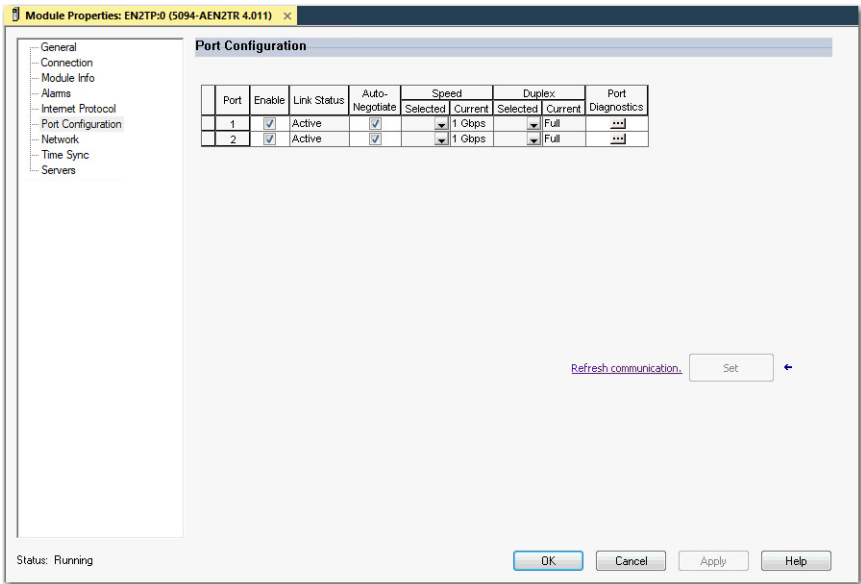 Module Properties: EN2TP:0 (5094-AEN2TR 4.011) ×
General
Connection
Module Info
Alarms
Internet Protocol
Port Configuration
Network
Time Sync
Servers
Port Configuration
Port Enable Link Status Auto-Negotiate Speed Duplex Port Diagnostics
Selected Current Selected Current
1 Active 1 Gbps Full ...
2 Active 1 Gbps Full ...
Refresh communication. Set
Status: Running
OK Cancel Apply Help